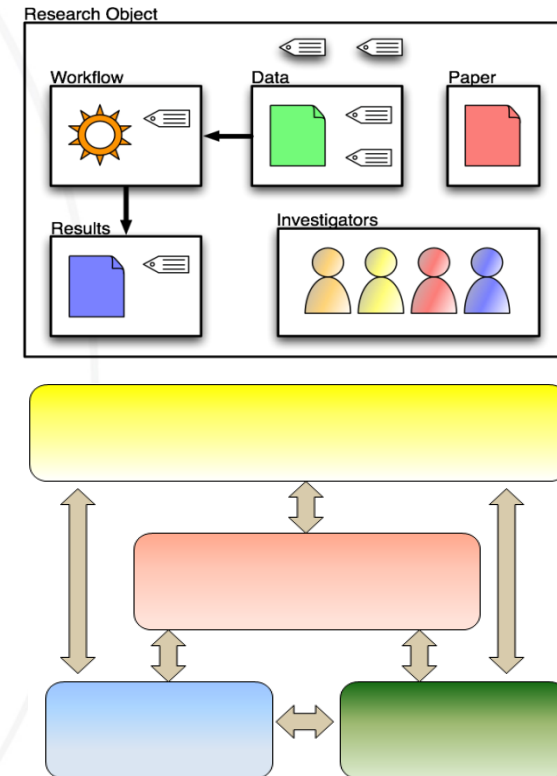 Research Object
Workflow
Data
Paper
Results
Investigators